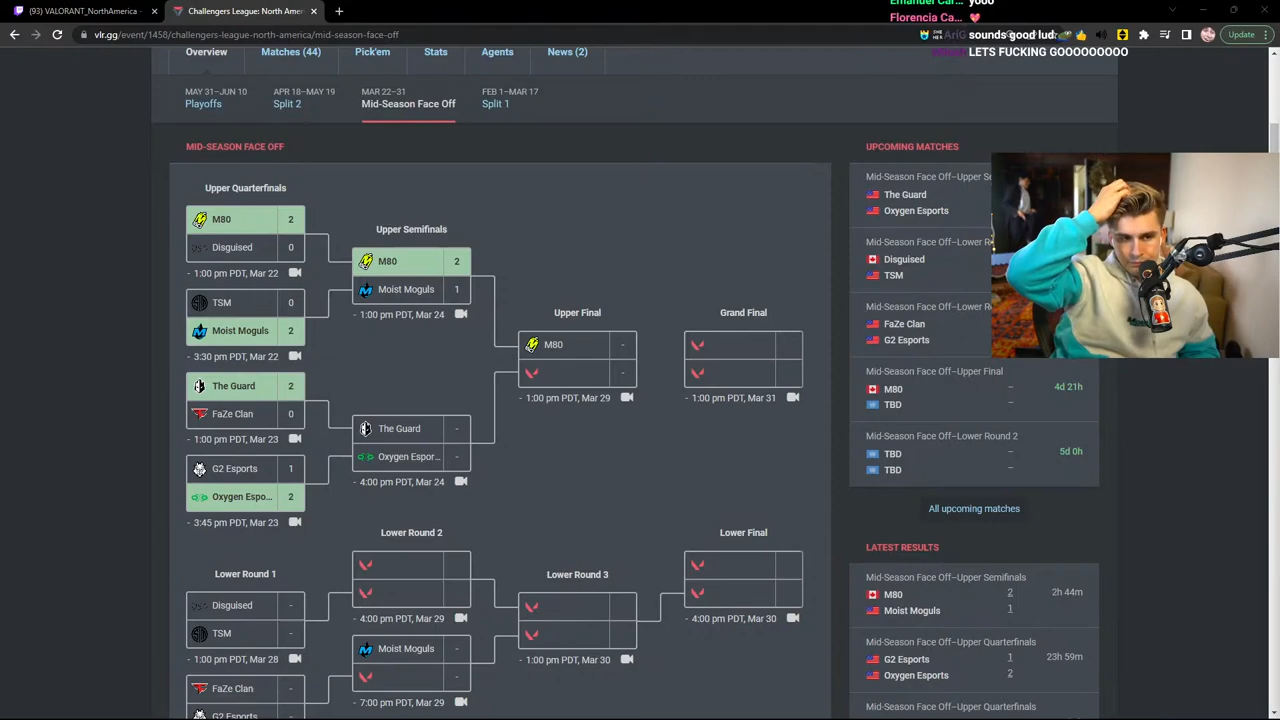 (93) VALORANT_NorthAmerica -
Challengers League: North Amer
vlr.gg/event/1458/challengers-league-north-america/mid-season-face-off
Update
Emanuel Car... yooo
Florencia Ca...
sounds good lud
LETS FUCKING GOOOOOOOOO
Overview
Matches (44)
Pick'em
Stats
Agents
News (2)
MAY 31–JUN 10
Playoffs
APR 18–MAY 19
Split 2
MAR 22–31
Mid-Season Face Off
FEB 1–MAR 17
Split 1
MID-SEASON FACE OFF
Upper Quarterfinals
M80 2
Disguised 0
- 1:00 pm PDT, Mar 22
TSM 0
Moist Moguls 2
- 3:30 pm PDT, Mar 22
The Guard 2
FaZe Clan 0
- 1:00 pm PDT, Mar 23
G2 Esports 1
Oxygen Espo... 2
- 3:45 pm PDT, Mar 23
Upper Semifinals
M80 2
Moist Moguls 1
- 1:00 pm PDT, Mar 24
The Guard -
Oxygen Espor... -
- 4:00 pm PDT, Mar 24
Upper Final
M80 -
-
- 1:00 pm PDT, Mar 29
Grand Final
- 1:00 pm PDT, Mar 31
Lower Round 1
Disguised -
TSM -
- 1:00 pm PDT, Mar 28
FaZe Clan -
G2 Esports
Lower Round 2
- 4:00 pm PDT, Mar 29
Moist Moguls -
-
- 7:00 pm PDT, Mar 29
Lower Round 3
- 1:00 pm PDT, Mar 30
Lower Final
- 4:00 pm PDT, Mar 30
UPCOMING MATCHES
Mid-Season Face Off–Upper Se
The Guard
Oxygen Esports
Mid-Season Face Off–Lower R
Disguised
TSM
Mid-Season Face Off–Lower Ro
FaZe Clan
G2 Esports
Mid-Season Face Off–Upper Final
M80 –
4d 21h
TBD –
Mid-Season Face Off–Lower Round 2
TBD –
5d 0h
TBD –
All upcoming matches
LATEST RESULTS
Mid-Season Face Off–Upper Semifinals
M80 2
2h 44m
Moist Moguls 1
Mid-Season Face Off–Upper Quarterfinals
G2 Esports 1
23h 59m
Oxygen Esports 2
Mid-Season Face Off–Upper Quarterfinals